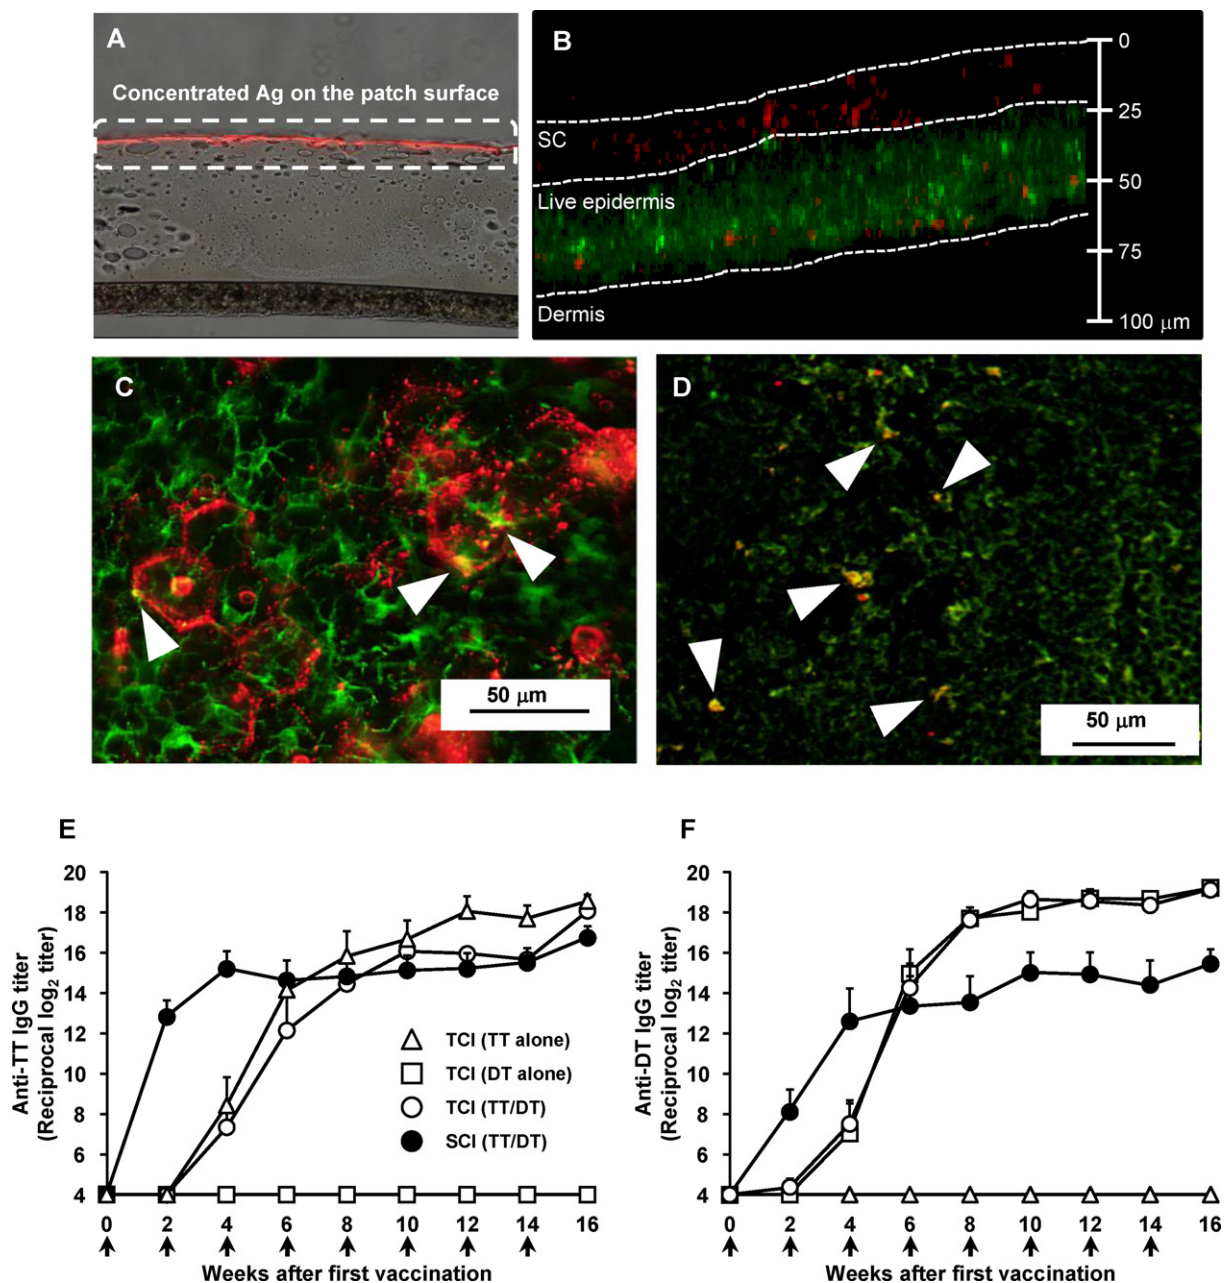 A
Concentrated Ag on the patch surface
B
0
25
50
75
100 μm
SC
Live epidermis
Dermis
C
50 μm
D
50 μm
E
Anti-TT IgG titer
(Reciprocal log2 titer)
20
18
16
14
12
10
8
6
4
0 2 4 6 8 10 12 14 16
Weeks after first vaccination
TCI (TT alone)
TCI (DT alone)
TCI (TT/DT)
SCI (TT/DT)
F
Anti-DT IgG titer
(Reciprocal log2 titer)
20
18
16
14
12
10
8
6
4
0 2 4 6 8 10 12 14 16
Weeks after first vaccination